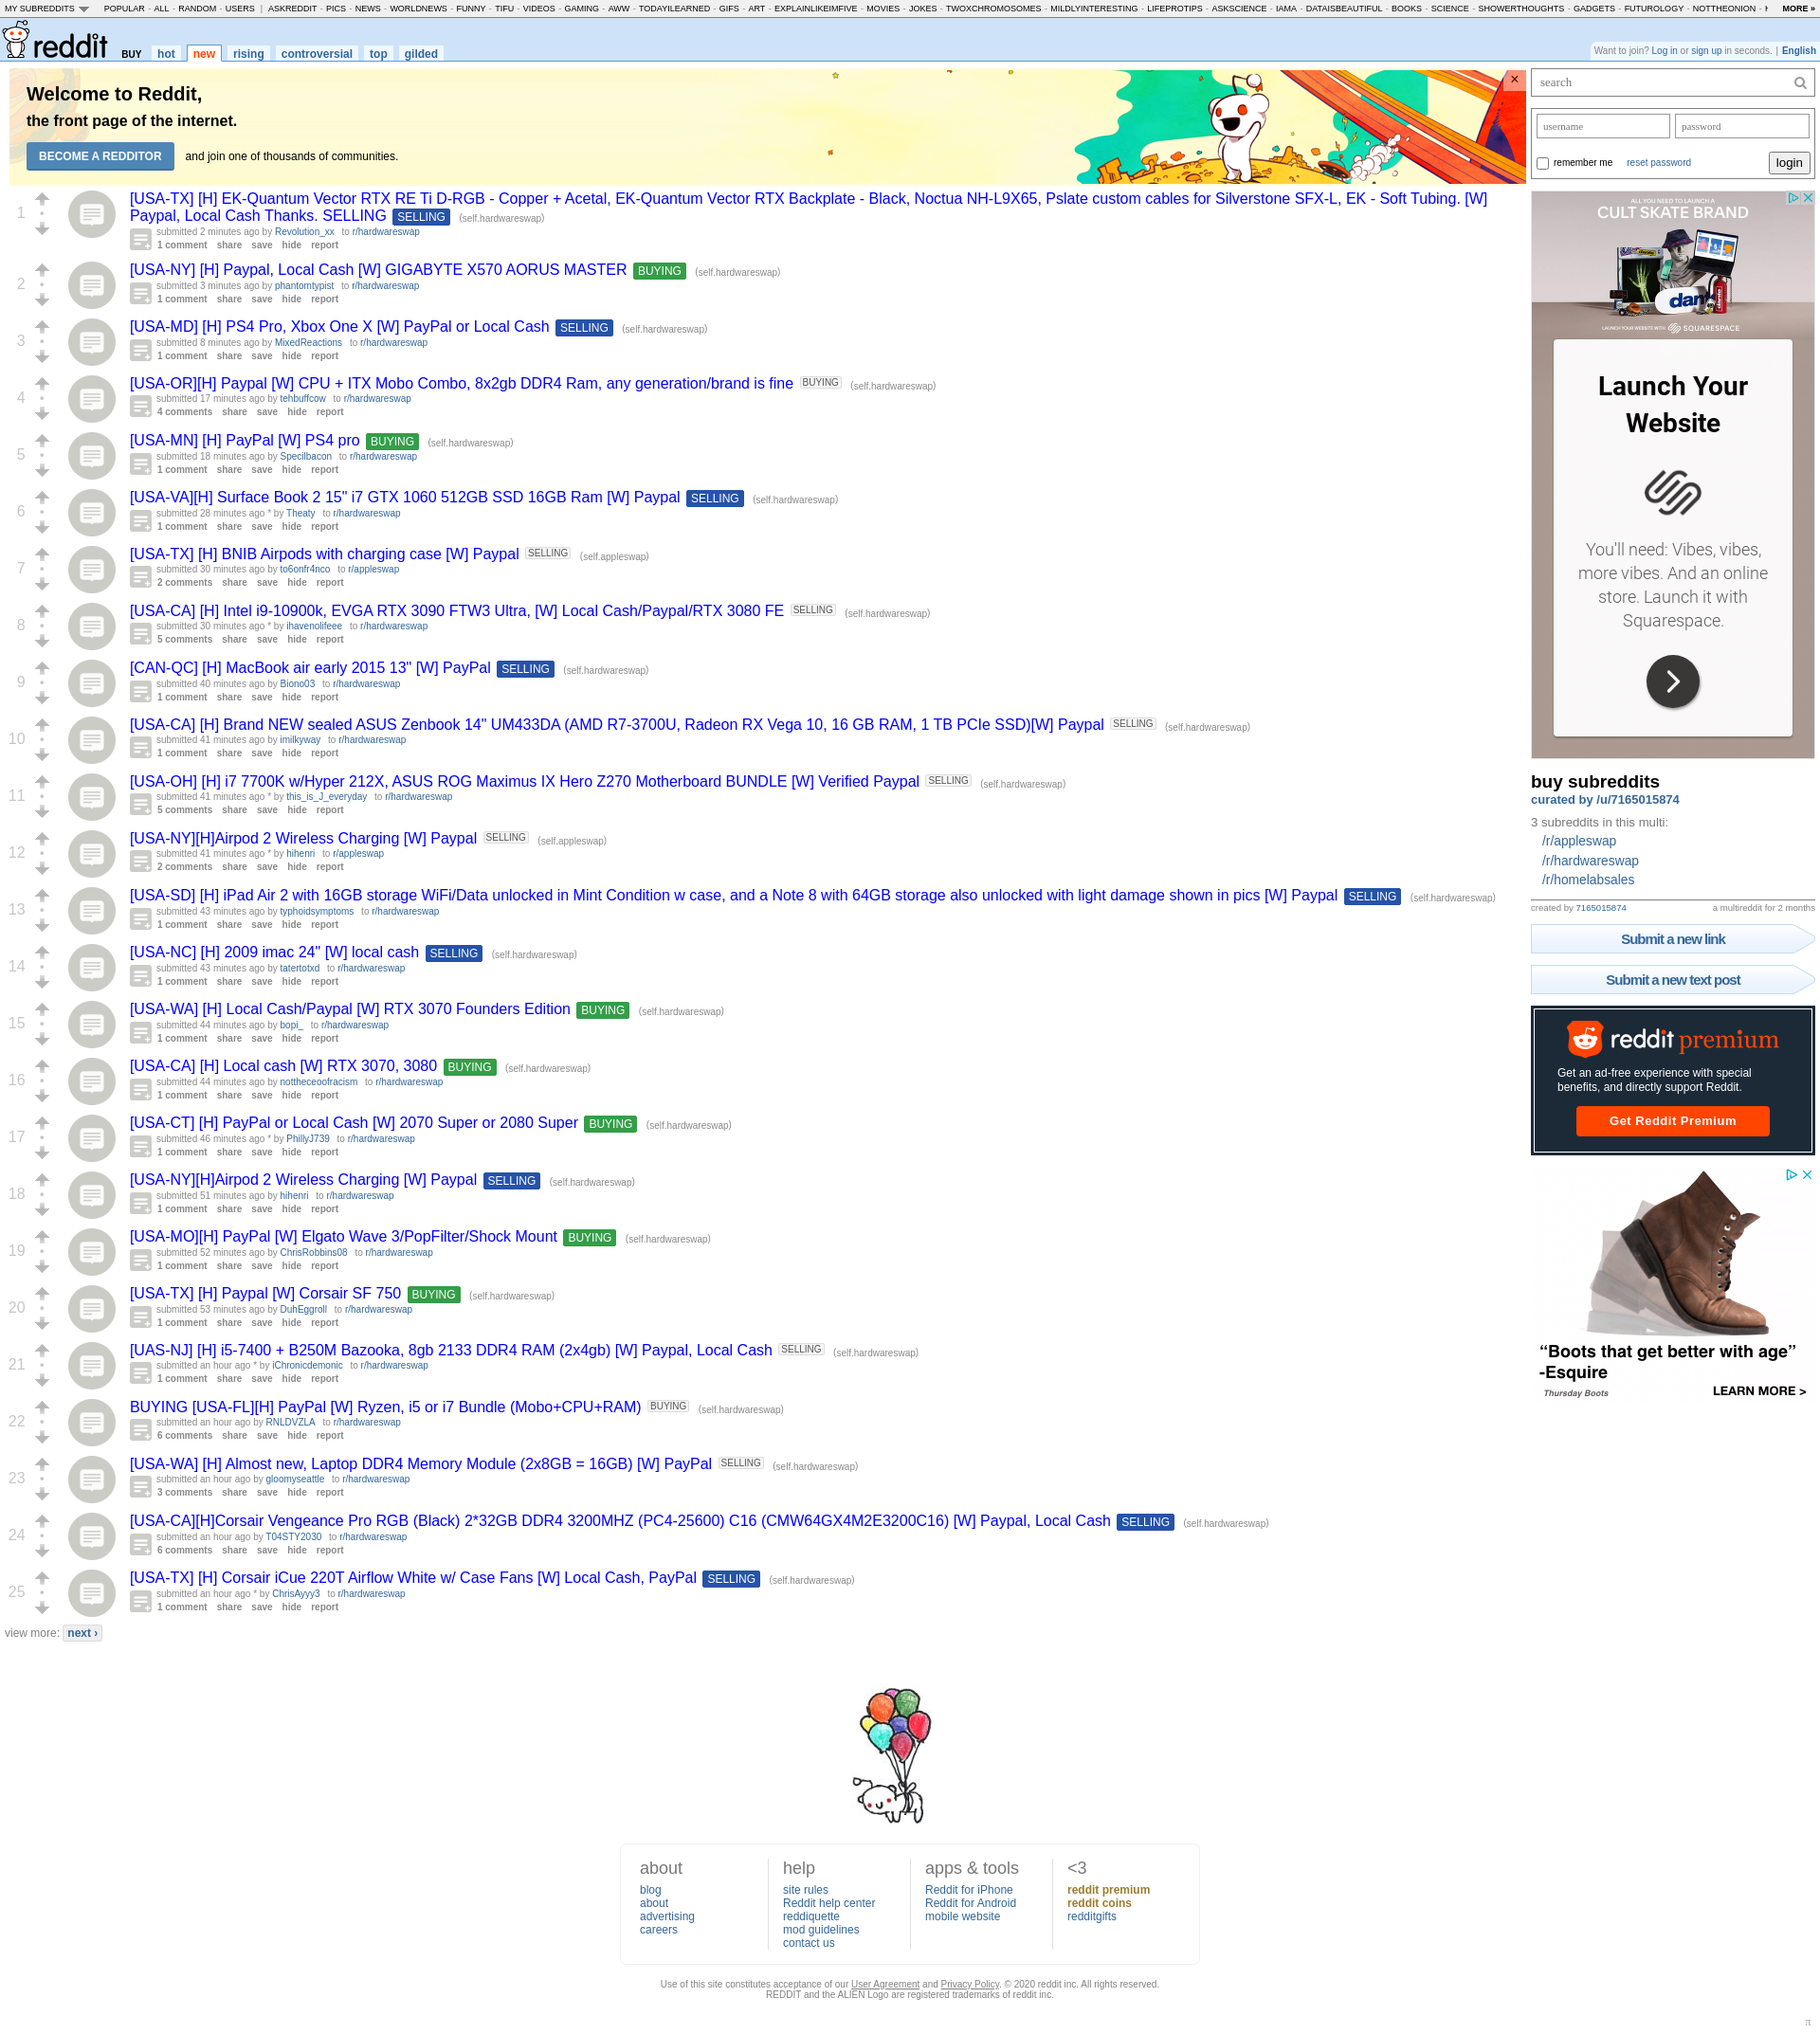 MY SUBREDDITS POPULAR - ALL - RANDOM - USERS | ASKREDDIT - PICS - NEWS - WORLDNEWS - FUNNY - TIFU - VIDEOS - GAMING - AWW - TODAYILEARNED - GIFS - ART - EXPLAINLIKEIMFIVE - MOVIES - JOKES - TWOXCHROMOSOMES - MILDLYINTERESTING - LIFEPROTIPS - ASKSCIENCE - IAMA - DATAISBEAUTIFUL - BOOKS - SCIENCE - SHOWERTHOUGHTS - GADGETS - FUTUROLOGY - NOTTHEONION - MORE »
reddit BUY hot new rising controversial top gilded
Want to join? Log in or sign up in seconds. | English
Welcome to Reddit,
the front page of the internet.
BECOME A REDDITOR and join one of thousands of communities.
×
1
[USA-TX] [H] EK-Quantum Vector RTX RE Ti D-RGB - Copper + Acetal, EK-Quantum Vector RTX Backplate - Black, Noctua NH-L9X65, Pslate custom cables for Silverstone SFX-L, EK - Soft Tubing. [W]
Paypal, Local Cash Thanks. SELLING SELLING (self.hardwareswap)
submitted 2 minutes ago by Revolution_xx to r/hardwareswap
1 comment share save hide report
2
[USA-NY] [H] Paypal, Local Cash [W] GIGABYTE X570 AORUS MASTER BUYING (self.hardwareswap)
submitted 3 minutes ago by phantomtypist to r/hardwareswap
1 comment share save hide report
3
[USA-MD] [H] PS4 Pro, Xbox One X [W] PayPal or Local Cash SELLING (self.hardwareswap)
submitted 8 minutes ago by MixedReactions to r/hardwareswap
1 comment share save hide report
4
[USA-OR][H] Paypal [W] CPU + ITX Mobo Combo, 8x2gb DDR4 Ram, any generation/brand is fine BUYING (self.hardwareswap)
submitted 17 minutes ago by tehbuffcow to r/hardwareswap
4 comments share save hide report
5
[USA-MN] [H] PayPal [W] PS4 pro BUYING (self.hardwareswap)
submitted 18 minutes ago by Specilbacon to r/hardwareswap
1 comment share save hide report
6
[USA-VA][H] Surface Book 2 15" i7 GTX 1060 512GB SSD 16GB Ram [W] Paypal SELLING (self.hardwareswap)
submitted 28 minutes ago * by Theaty to r/hardwareswap
1 comment share save hide report
7
[USA-TX] [H] BNIB Airpods with charging case [W] Paypal SELLING (self.appleswap)
submitted 30 minutes ago by to6onfr4nco to r/appleswap
2 comments share save hide report
8
[USA-CA] [H] Intel i9-10900k, EVGA RTX 3090 FTW3 Ultra, [W] Local Cash/Paypal/RTX 3080 FE SELLING (self.hardwareswap)
submitted 30 minutes ago * by ihavenolifeee to r/hardwareswap
5 comments share save hide report
9
[CAN-QC] [H] MacBook air early 2015 13" [W] PayPal SELLING (self.hardwareswap)
submitted 40 minutes ago by Biono03 to r/hardwareswap
1 comment share save hide report
10
[USA-CA] [H] Brand NEW sealed ASUS Zenbook 14" UM433DA (AMD R7-3700U, Radeon RX Vega 10, 16 GB RAM, 1 TB PCIe SSD)[W] Paypal SELLING (self.hardwareswap)
submitted 41 minutes ago by imilkyway to r/hardwareswap
1 comment share save hide report
11
[USA-OH] [H] i7 7700K w/Hyper 212X, ASUS ROG Maximus IX Hero Z270 Motherboard BUNDLE [W] Verified Paypal SELLING (self.hardwareswap)
submitted 41 minutes ago * by this_is_J_everyday to r/hardwareswap
5 comments share save hide report
12
[USA-NY][H]Airpod 2 Wireless Charging [W] Paypal SELLING (self.appleswap)
submitted 41 minutes ago * by hihenri to r/appleswap
2 comments share save hide report
13
[USA-SD] [H] iPad Air 2 with 16GB storage WiFi/Data unlocked in Mint Condition w case, and a Note 8 with 64GB storage also unlocked with light damage shown in pics [W] Paypal SELLING (self.hardwareswap)
submitted 43 minutes ago by typhoidsymptoms to r/hardwareswap
1 comment share save hide report
14
[USA-NC] [H] 2009 imac 24" [W] local cash SELLING (self.hardwareswap)
submitted 43 minutes ago by tatertotxd to r/hardwareswap
1 comment share save hide report
15
[USA-WA] [H] Local Cash/Paypal [W] RTX 3070 Founders Edition BUYING (self.hardwareswap)
submitted 44 minutes ago by bopi_ to r/hardwareswap
1 comment share save hide report
16
[USA-CA] [H] Local cash [W] RTX 3070, 3080 BUYING (self.hardwareswap)
submitted 44 minutes ago by nottheceoofracism to r/hardwareswap
1 comment share save hide report
17
[USA-CT] [H] PayPal or Local Cash [W] 2070 Super or 2080 Super BUYING (self.hardwareswap)
submitted 46 minutes ago * by PhillyJ739 to r/hardwareswap
1 comment share save hide report
18
[USA-NY][H]Airpod 2 Wireless Charging [W] Paypal SELLING (self.hardwareswap)
submitted 51 minutes ago by hihenri to r/hardwareswap
1 comment share save hide report
19
[USA-MO][H] PayPal [W] Elgato Wave 3/PopFilter/Shock Mount BUYING (self.hardwareswap)
submitted 52 minutes ago by ChrisRobbins08 to r/hardwareswap
1 comment share save hide report
20
[USA-TX] [H] Paypal [W] Corsair SF 750 BUYING (self.hardwareswap)
submitted 53 minutes ago by DuhEggroll to r/hardwareswap
1 comment share save hide report
21
[UAS-NJ] [H] i5-7400 + B250M Bazooka, 8gb 2133 DDR4 RAM (2x4gb) [W] Paypal, Local Cash SELLING (self.hardwareswap)
submitted an hour ago * by iChronicdemonic to r/hardwareswap
1 comment share save hide report
22
BUYING [USA-FL][H] PayPal [W] Ryzen, i5 or i7 Bundle (Mobo+CPU+RAM) BUYING (self.hardwareswap)
submitted an hour ago by RNLDVZLA to r/hardwareswap
6 comments share save hide report
23
[USA-WA] [H] Almost new, Laptop DDR4 Memory Module (2x8GB = 16GB) [W] PayPal SELLING (self.hardwareswap)
submitted an hour ago by gloomyseattle to r/hardwareswap
3 comments share save hide report
24
[USA-CA][H]Corsair Vengeance Pro RGB (Black) 2*32GB DDR4 3200MHZ (PC4-25600) C16 (CMW64GX4M2E3200C16) [W] Paypal, Local Cash SELLING (self.hardwareswap)
submitted an hour ago by T04STY2030 to r/hardwareswap
6 comments share save hide report
25
[USA-TX] [H] Corsair iCue 220T Airflow White w/ Case Fans [W] Local Cash, PayPal SELLING (self.hardwareswap)
submitted an hour ago * by ChrisAyyy3 to r/hardwareswap
1 comment share save hide report
view more: next ›
search
username password
remember me reset password login
ALL YOU NEED TO LAUNCH A
CULT SKATE BRAND
dan
LAUNCH YOUR WEBSITE WITH SQUARESPACE
Launch Your
Website
You'll need: Vibes, vibes,
more vibes. And an online
store. Launch it with
Squarespace.
buy subreddits
curated by /u/7165015874
3 subreddits in this multi:
/r/appleswap
/r/hardwareswap
/r/homelabsales
created by 7165015874 a multireddit for 2 months
Submit a new link
Submit a new text post
reddit premium
Get an ad-free experience with special
benefits, and directly support Reddit.
Get Reddit Premium
“Boots that get better with age”
-Esquire
Thursday Boots LEARN MORE >
about
blog
about
advertising
careers
help
site rules
Reddit help center
reddiquette
mod guidelines
contact us
apps & tools
Reddit for iPhone
Reddit for Android
mobile website
<3
reddit premium
reddit coins
redditgifts
Use of this site constitutes acceptance of our User Agreement and Privacy Policy. © 2020 reddit inc. All rights reserved.
REDDIT and the ALIEN Logo are registered trademarks of reddit inc.
π